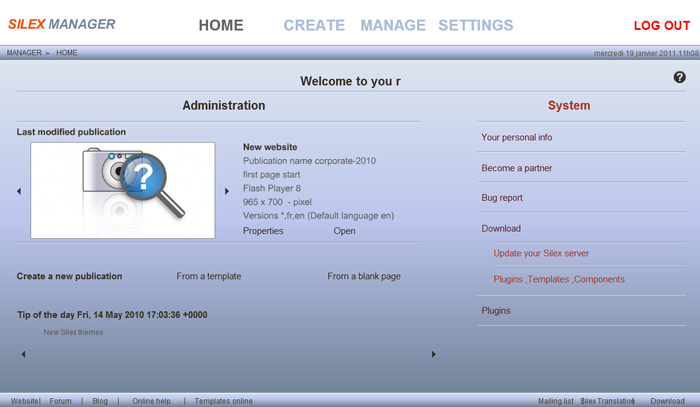 SILEX MANAGER
HOME CREATE MANAGE SETTINGS
LOG OUT
MANAGER > HOME
mercredi 19 janvier 2011 11h08
Welcome to you r
?
Administration
Last modified publication
?
New website
Publication name corporate-2010
first page start
Flash Player 8
965 x 700 - pixel
Versions *,fr,en (Default language en)
Properties Open
Create a new publication From a template From a blank page
Tip of the day Fri, 14 May 2010 17:03:36 +0000
New Silex themes
System
Your personal info
Become a partner
Bug report
Download
Update your Silex server
Plugins ,Templates ,Components
Plugins
Website| Forum | Blog | Online help | Templates online
Mailing list Silex Translation Download